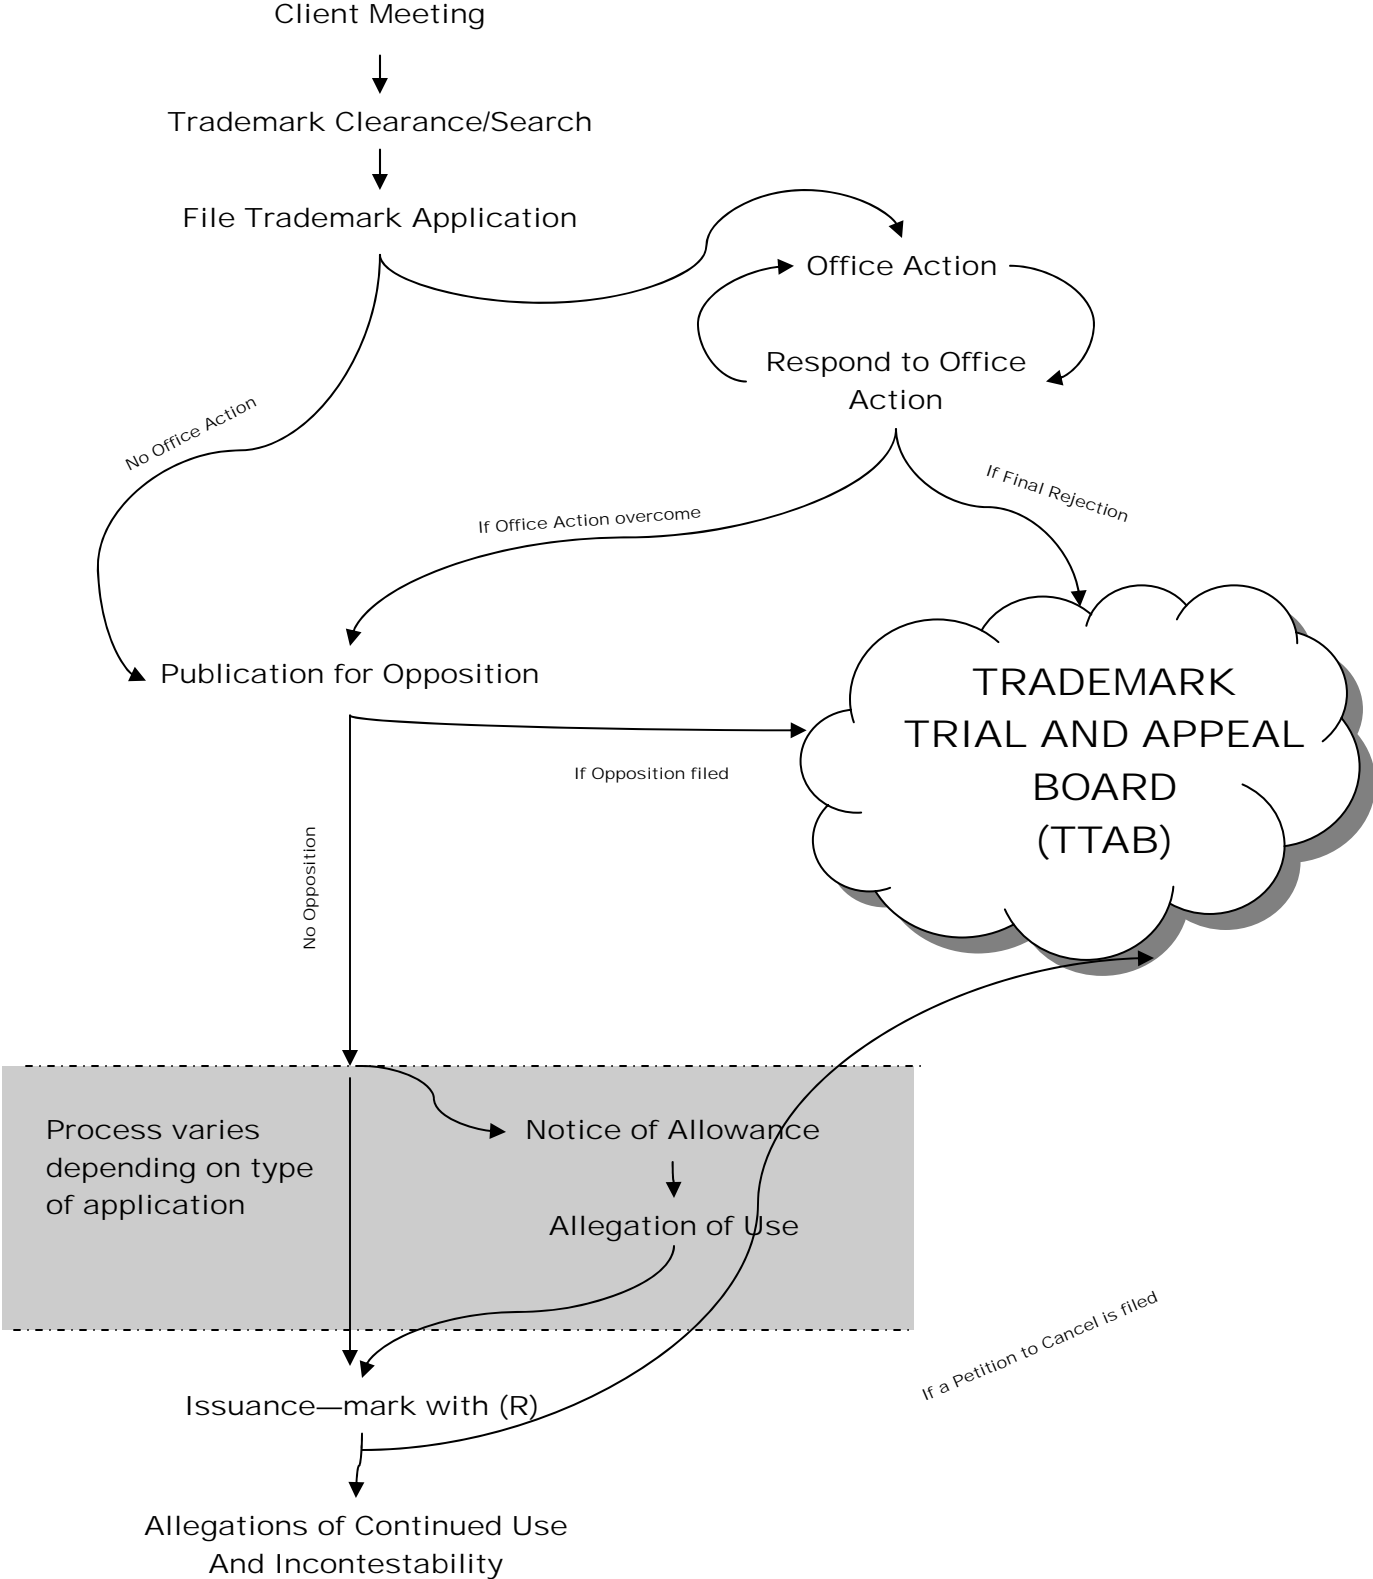 Client Meeting
Trademark Clearance/Search
File Trademark Application
Office Action
Respond to Office
Action
No Office Action
If Final Rejection
If Office Action overcome
Publication for Opposition
TRADEMARK
TRIAL AND APPEAL
BOARD
(TTAB)
If Opposition filed
No Opposition
Process varies
depending on type
of application
Notice of Allowance
Allegation of Use
If a Petition to Cancel is filed
Issuance—mark with (R)
Allegations of Continued Use
And Incontestability